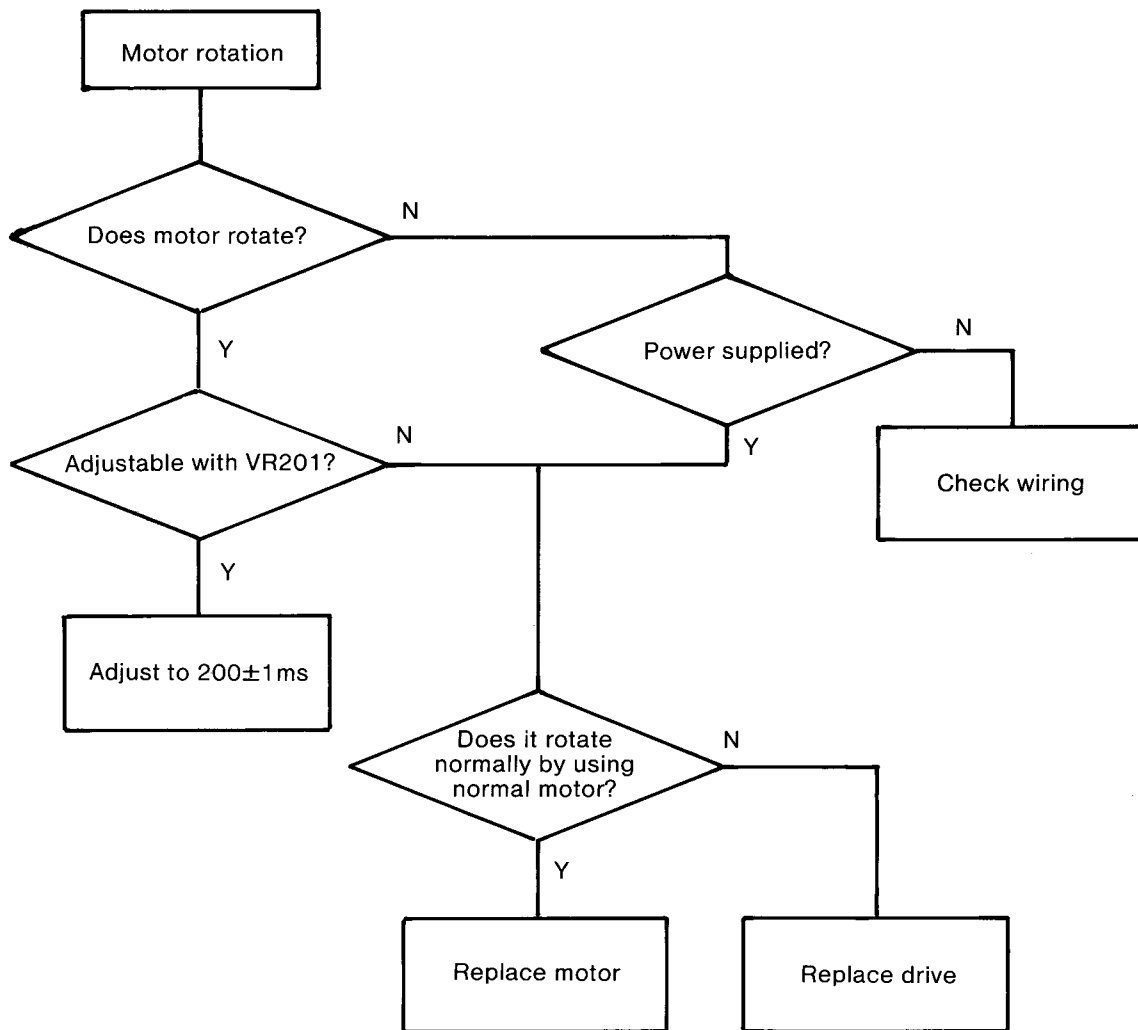 Motor rotation
Does motor rotate?
N
Y
Power supplied?
N
Y
Check wiring
Adjustable with VR201?
N
Y
Adjust to 200±1ms
Does it rotate
normally by using
normal motor?
N
Y
Replace motor
Replace drive